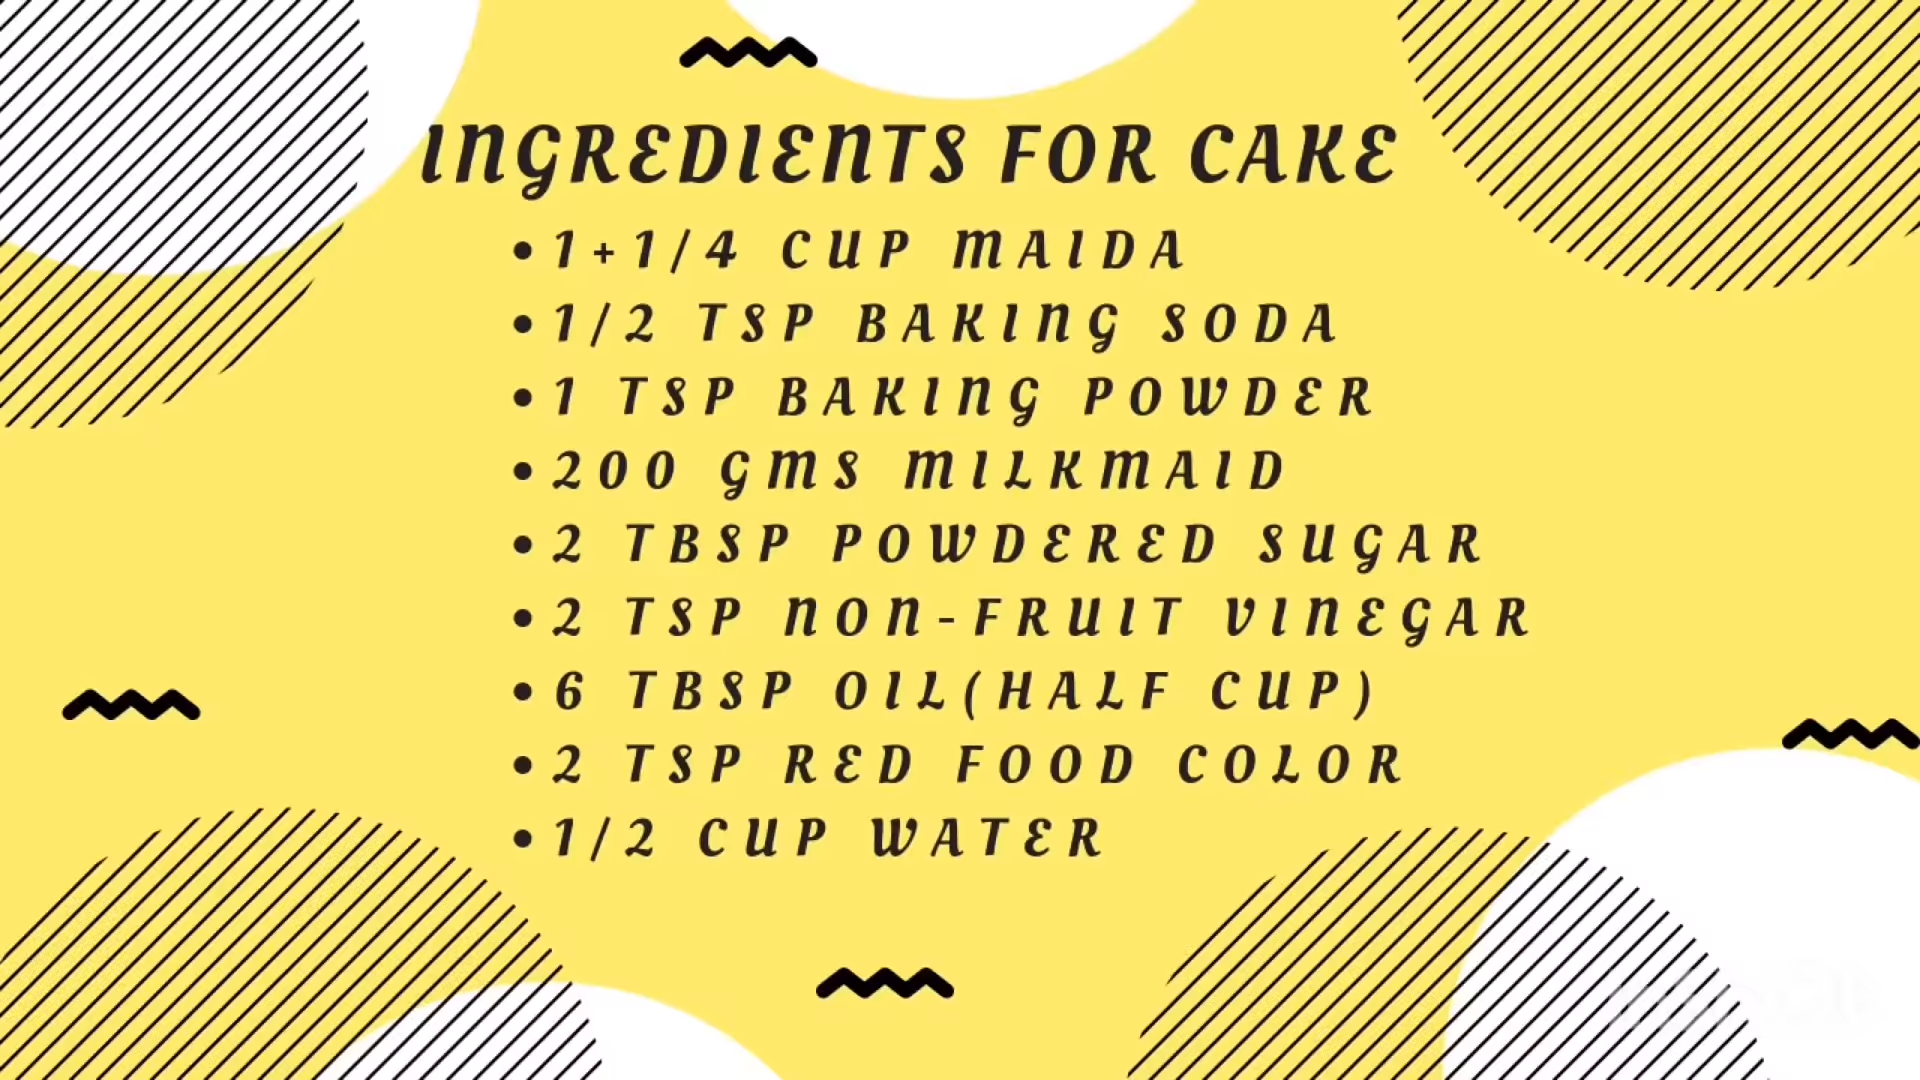 INGREDIENTS FOR CAKE
• 1+1/4 CUP MAIDA
• 1/2 TSP BAKING SODA
• 1 TSP BAKING POWDER
• 200 GMS MILKMAID
• 2 TBSP POWDERED SUGAR
• 2 TSP NON-FRUIT VINEGAR
• 6 TBSP OIL(HALF CUP)
• 2 TSP RED FOOD COLOR
• 1/2 CUP WATER